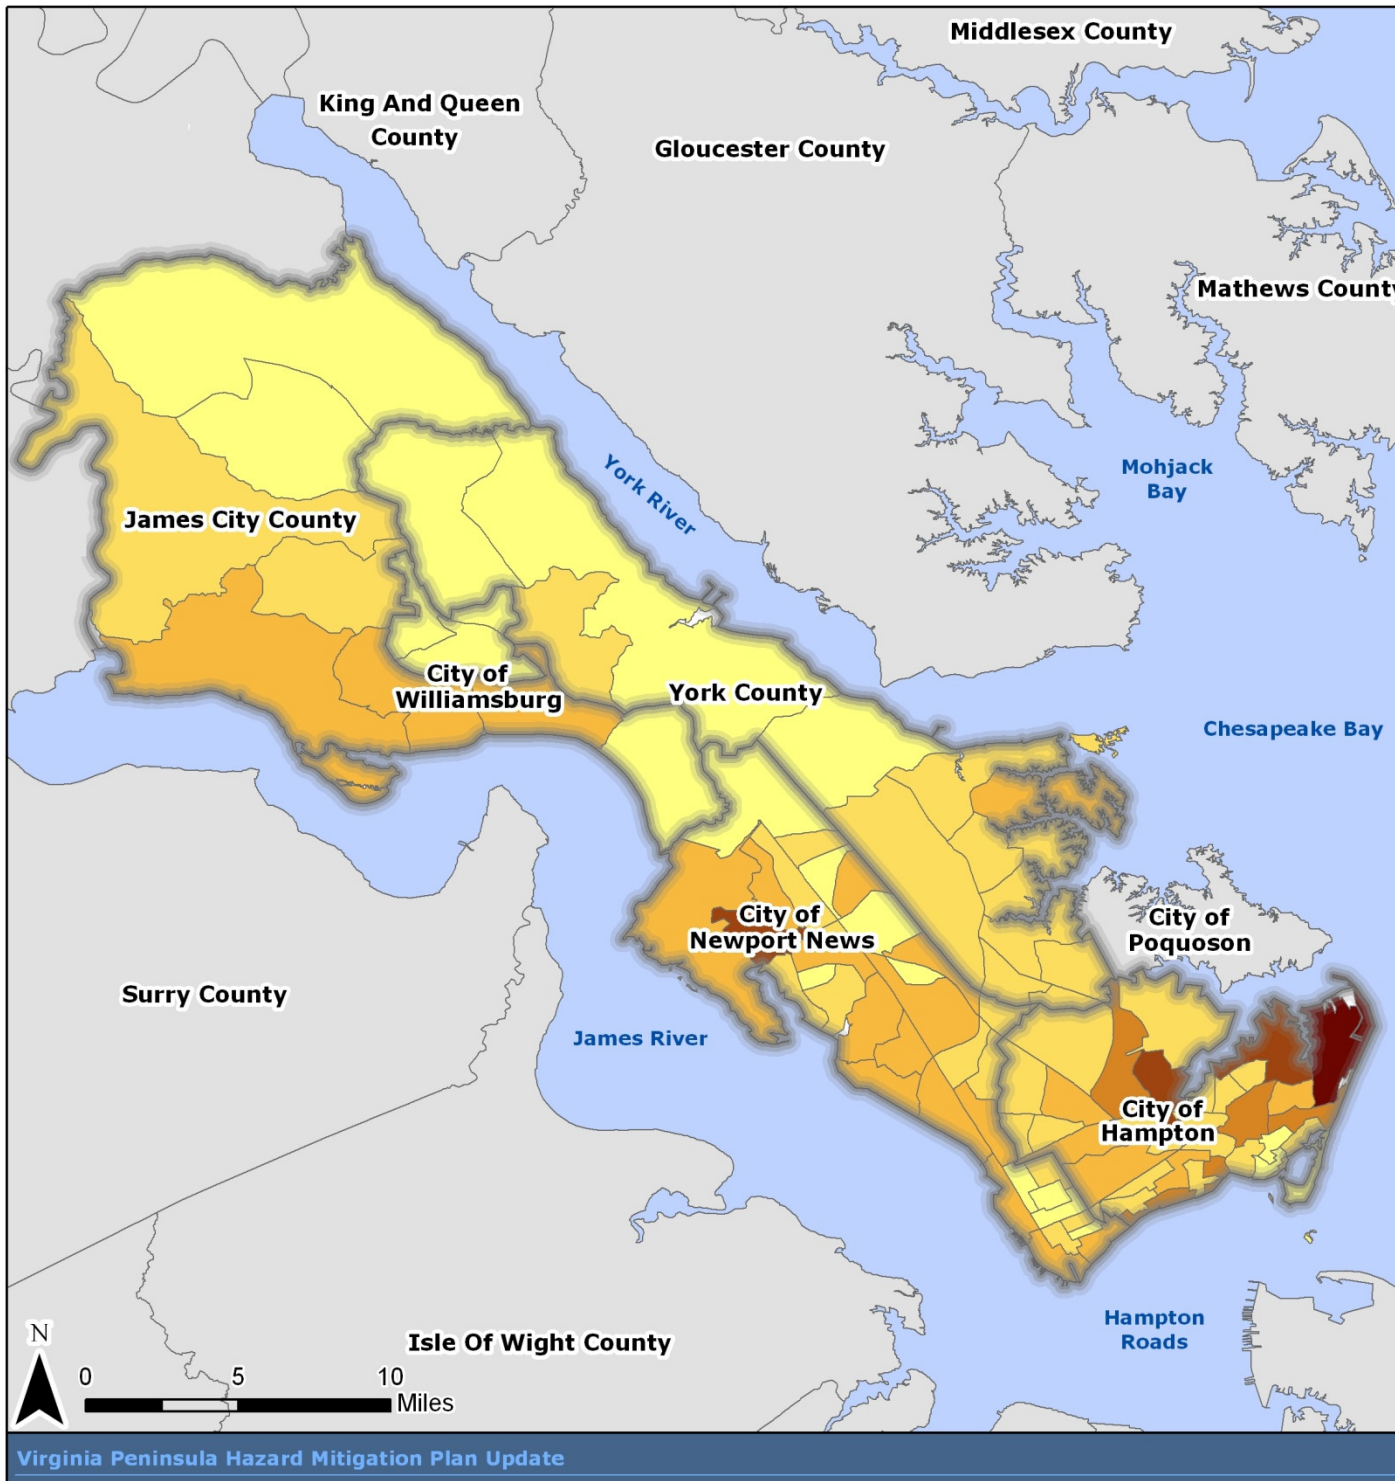 Middlesex County
King And Queen
County
Gloucester County
Mathews County
York River
Mohjack
Bay
James City County
City of
Williamsburg
York County
Chesapeake Bay
City of
Newport News
City of
Poquoson
Surry County
James River
City of
Hampton
Hampton
Roads
Isle Of Wight County
N
0 5 10
Miles
Virginia Peninsula Hazard Mitigation Plan Update